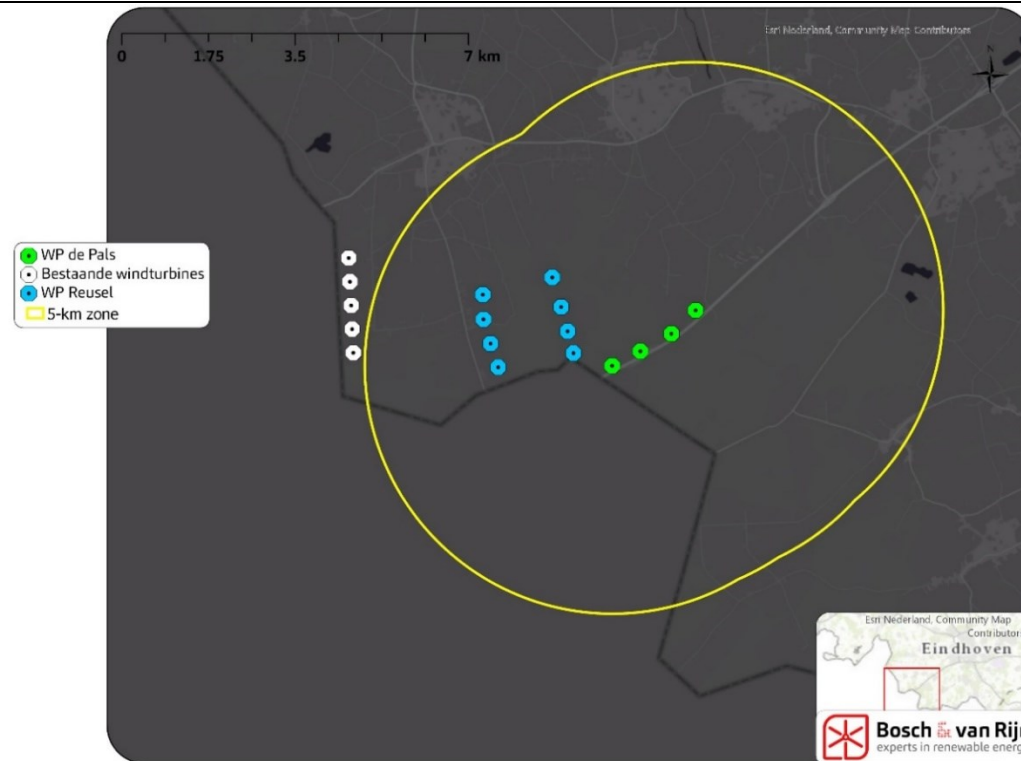 Esri Nederland, Community Map Contributors
0 1.75 3.5 7 km
N
WP de Pals
Bestaande windturbines
WP Reusel
5-km zone
Esri Nederland, Community Map
Contributors
Eindhoven
Bosch & van Rijn
experts in renewable energ